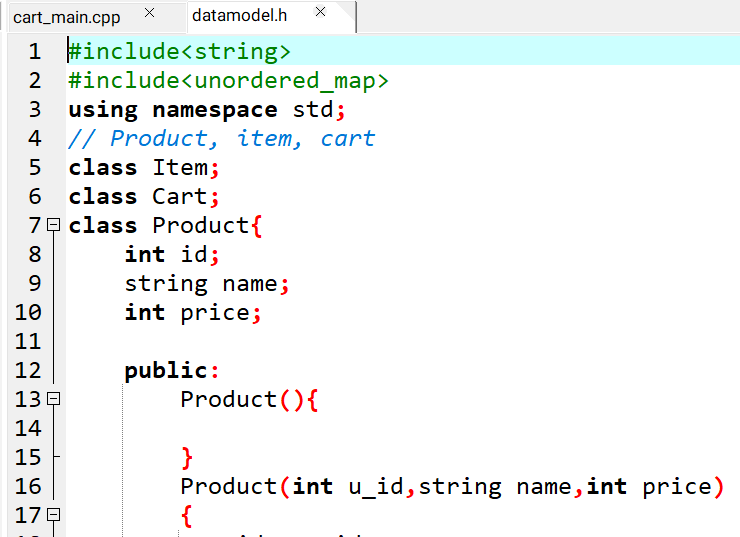 cart_main.cpp × datamodel.h ×
1 #include<string>
2 #include<unordered_map>
3 using namespace std;
4 // Product, item, cart
5 class Item;
6 class Cart;
7 class Product{
8 int id;
9 string name;
10 int price;
11
12 public:
13 Product(){
14
15 }
16 Product(int u_id,string name,int price)
17 {